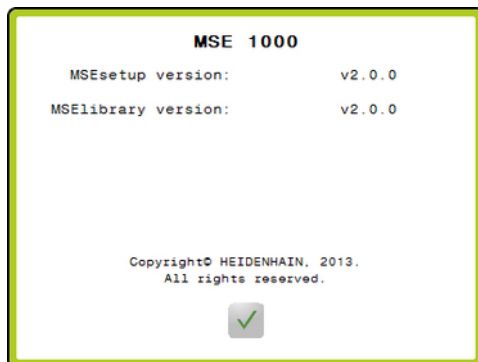 MSE 1000
MSEsetup version: v2.0.0
MSElibrary version: v2.0.0
Copyright© HEIDENHAIN, 2013.
All rights reserved.